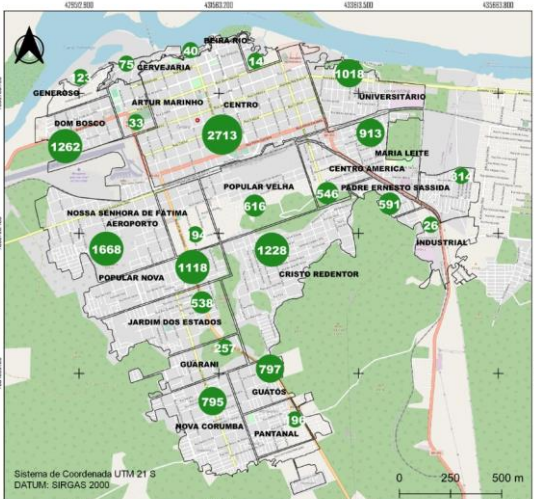 BEIRA RIO
40
14
75
CERVEJARIA
123
GENEROSO
1018
ARTUR MARINHO
CENTRO
UNIVERSITÁRIO
DOM BOSCO
33
2713
913
1262
MARIA LEITE
CENTRO AMERICA
314
POPULAR VELHA
546
PADRE ERNESTO SASSIDA
616
591
NOSSA SENHORA DE FÁTIMA
AEROPORTO
94
26
INDUSTRIAL
1668
1228
1118
POPULAR NOVA
CRISTO REDENTOR
538
JARDIM DOS ESTADOS
257
GUARANI
797
GUATÓS
795
196
NOVA CORUMBA
PANTANAL
Sistema de Coordenada UTM 21 S
DATUM: SIRGAS 2000
0 250 500 m